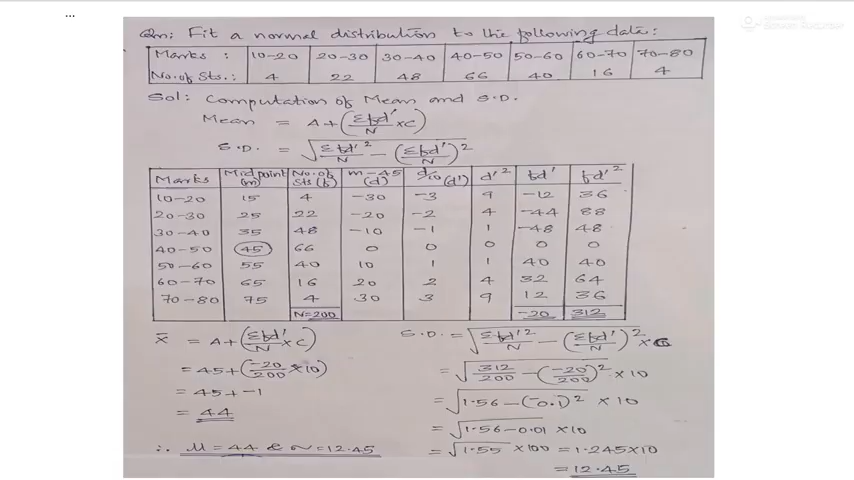 ...
Qn: Fit a normal distribution to the following data:
Marks : 10-20 20-30 30-40 40-50 50-60 60-70 70-80
No. of Sts.: 4 22 48 66 40 16 4
Sol: Computation of Mean and S.D.
Mean = A + (Σfd'/N × C)
S.D. = √(Σfd'²/N − (Σfd'/N)²)
Marks Midpoint (m) No. of Sts (f) m-45 (d) d/10 (d') d'² fd' fd'²
10-20 15 4 -30 -3 9 -12 36
20-30 25 22 -20 -2 4 -44 88
30-40 35 48 -10 -1 1 -48 48
40-50 45 66 0 0 0 0 0
50-60 55 40 10 1 1 40 40
60-70 65 16 20 2 4 32 64
70-80 75 4 30 3 9 12 36
N=200 -20 312
x̄ = A + (Σfd'/N × C)
= 45 + (-20/200 × 10)
= 45 + -1
= 44
∴ μ = 44 & σ = 12.45
S.D. = √(Σfd'²/N − (Σfd'/N)²) ×
= √(312/200 − (-20/200)²) × 10
= √(1.56 − (-0.1)²) × 10
= √(1.56 − 0.01) × 10
= √1.55 × 100 = 1.245 × 10
= 12.45